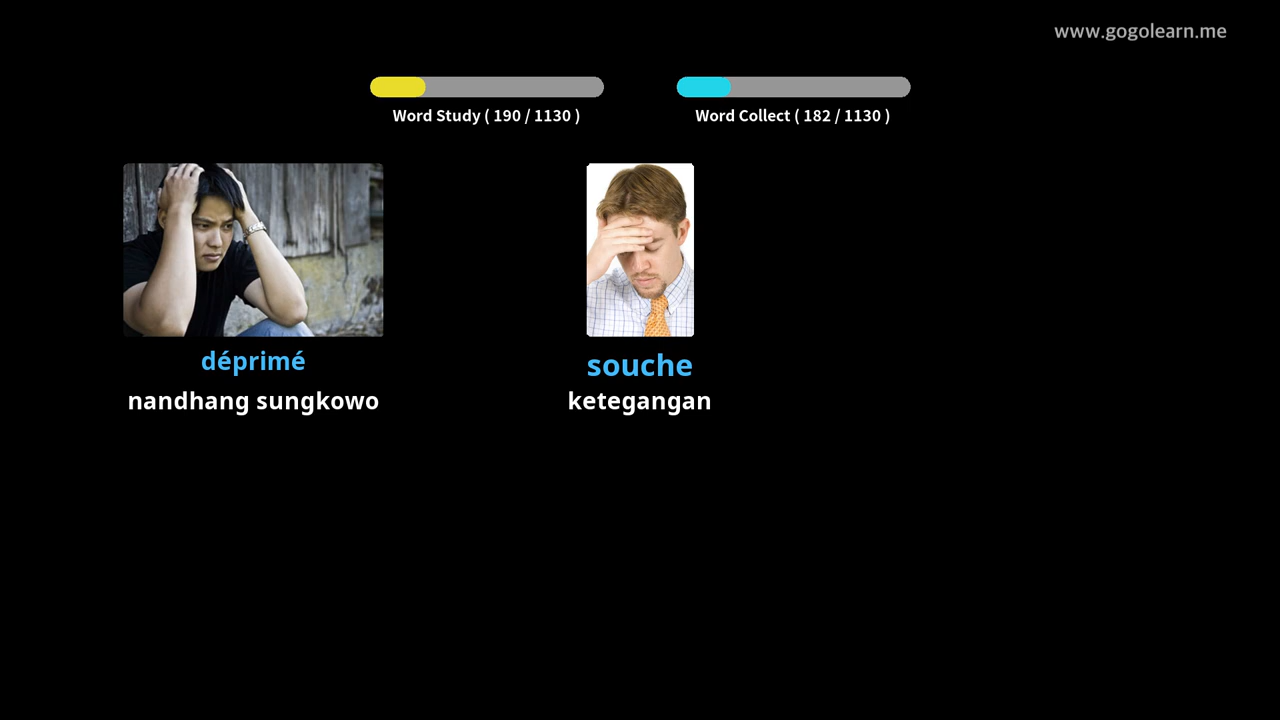 www.gogolearn.me
Word Study ( 190 / 1130 )
Word Collect ( 182 / 1130 )
déprimé
souche
nandhang sungkowo
ketegangan